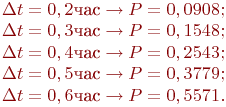 Δt = 0,2час → P = 0,0908;
Δt = 0,3час → P = 0,1548;
Δt = 0,4час → P = 0,2543;
Δt = 0,5час → P = 0,3779;
Δt = 0,6час → P = 0,5571.